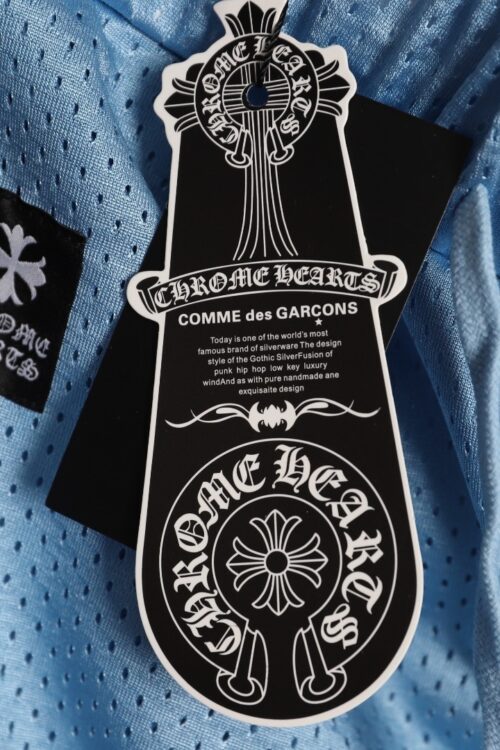 CHROME HEARTS
CHROME HEARTS
COMME des GARCONS
Today is one of the world's most
famous brand of silverware The design
style of the Gothic SilverFusion of
punk hip hop low key luxury
windAnd as with pure nandmade ane
exquisaite design
CHROME HEARTS
HEARTS